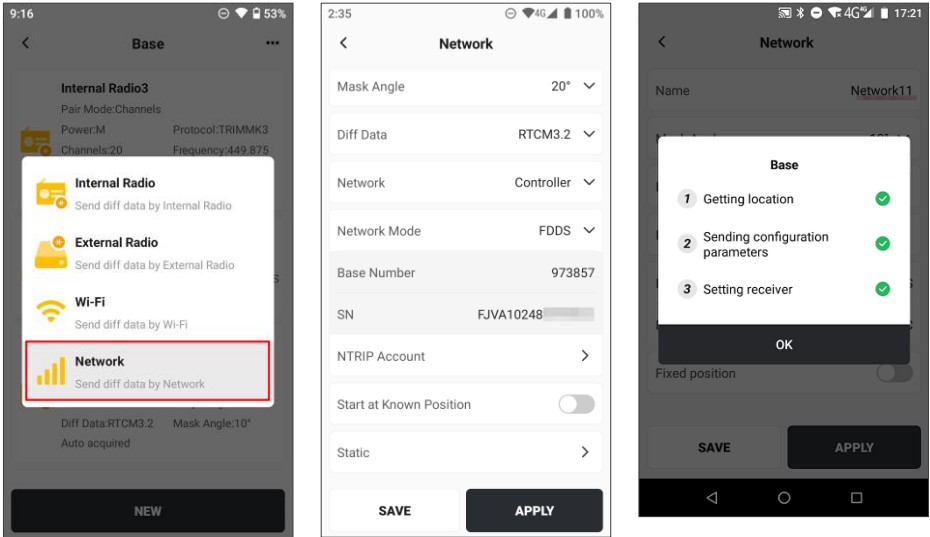 9:16
53%
Base
Internal Radio3
Pair Mode:Channels
Power:M Protocol:TRIMMK3
Channels:20 Frequency:449.875
Internal Radio
Send diff data by Internal Radio
External Radio
Send diff data by External Radio
Wi-Fi
Send diff data by Wi-Fi
Network
Send diff data by Network
Diff Data:RTCM3.2 Mask Angle:10°
Auto acquired
NEW
2:35
4G 100%
Network
Mask Angle 20°
Diff Data RTCM3.2
Network Controller
Network Mode FDDS
Base Number 973857
SN FJVA10248
NTRIP Account
Start at Known Position
Static
SAVE APPLY
4G 17:21
Network
Name Network11
Base
1 Getting location
2 Sending configuration
parameters
3 Setting receiver
OK
Fixed position
SAVE APPLY